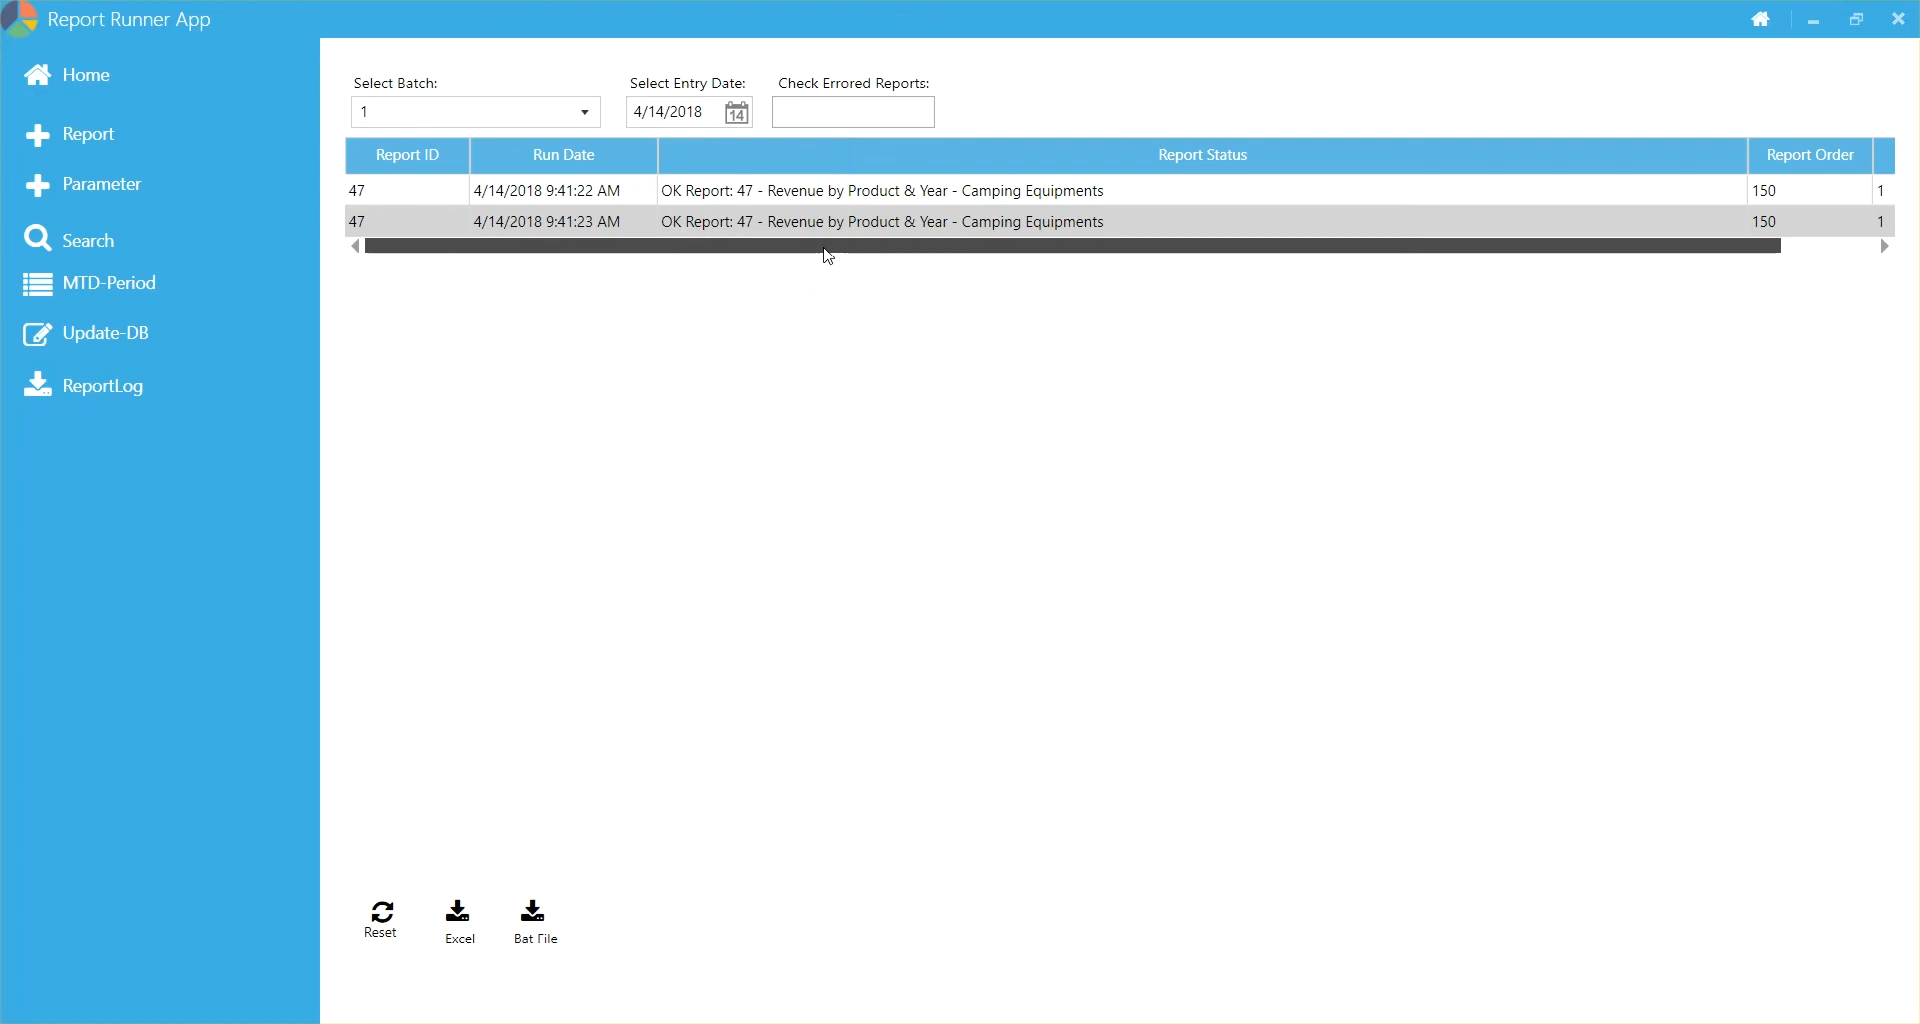 Report Runner App
Home
Report
Parameter
Search
MTD-Period
Update-DB
ReportLog
Select Batch: Select Entry Date: Check Errored Reports:
1 4/14/2018 14
Report ID Run Date Report Status Report Order
47 4/14/2018 9:41:22 AM OK Report: 47 - Revenue by Product & Year - Camping Equipments 150 1
47 4/14/2018 9:41:23 AM OK Report: 47 - Revenue by Product & Year - Camping Equipments 150 1
Reset Excel Bat File